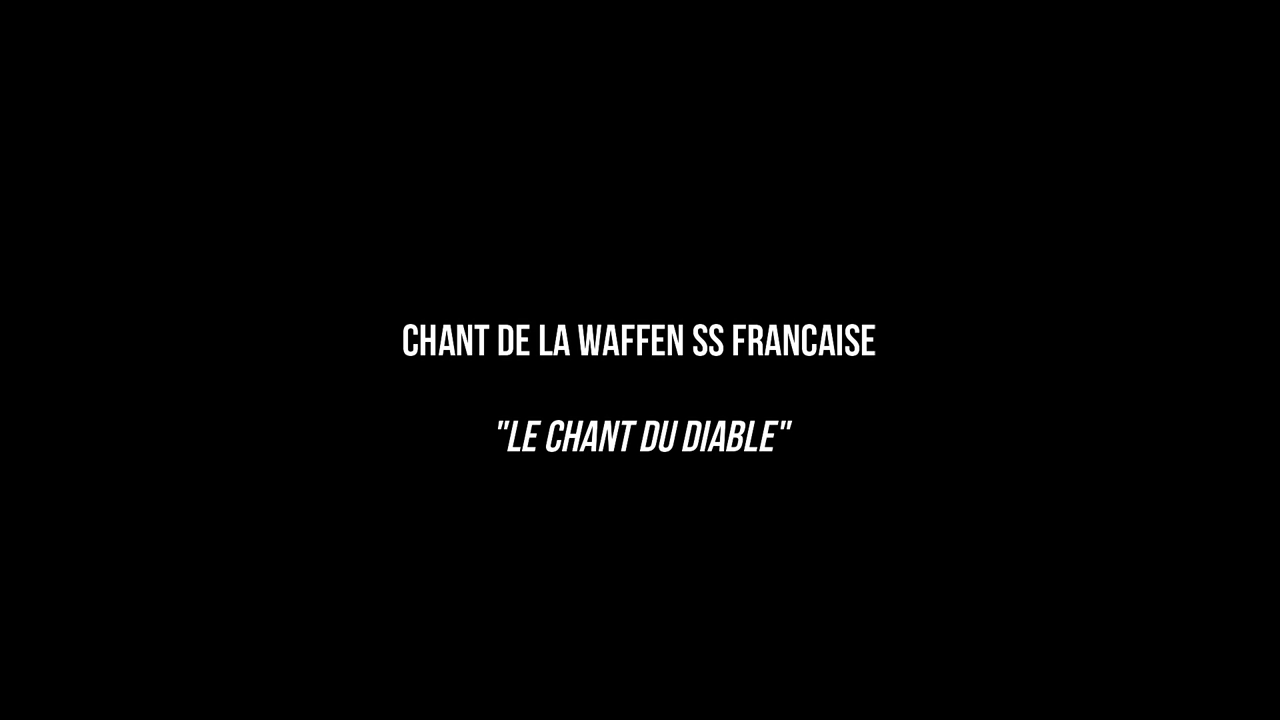 CHANT DE LA WAFFEN SS FRANCAISE
"LE CHANT DU DIABLE"